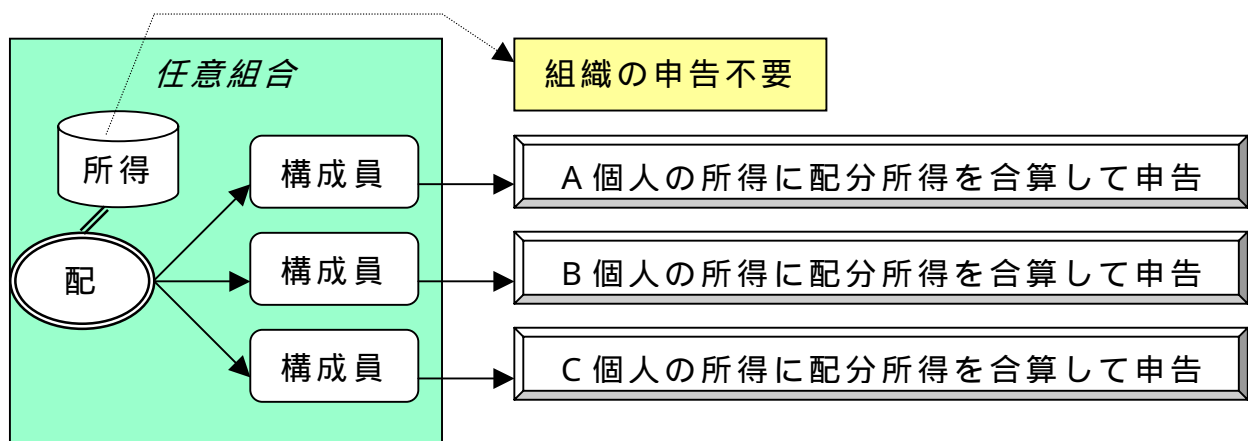 任意組合
組織の申告不要
所得
構成員
A個人の所得に配分所得を合算して申告
配
構成員
B個人の所得に配分所得を合算して申告
構成員
C個人の所得に配分所得を合算して申告